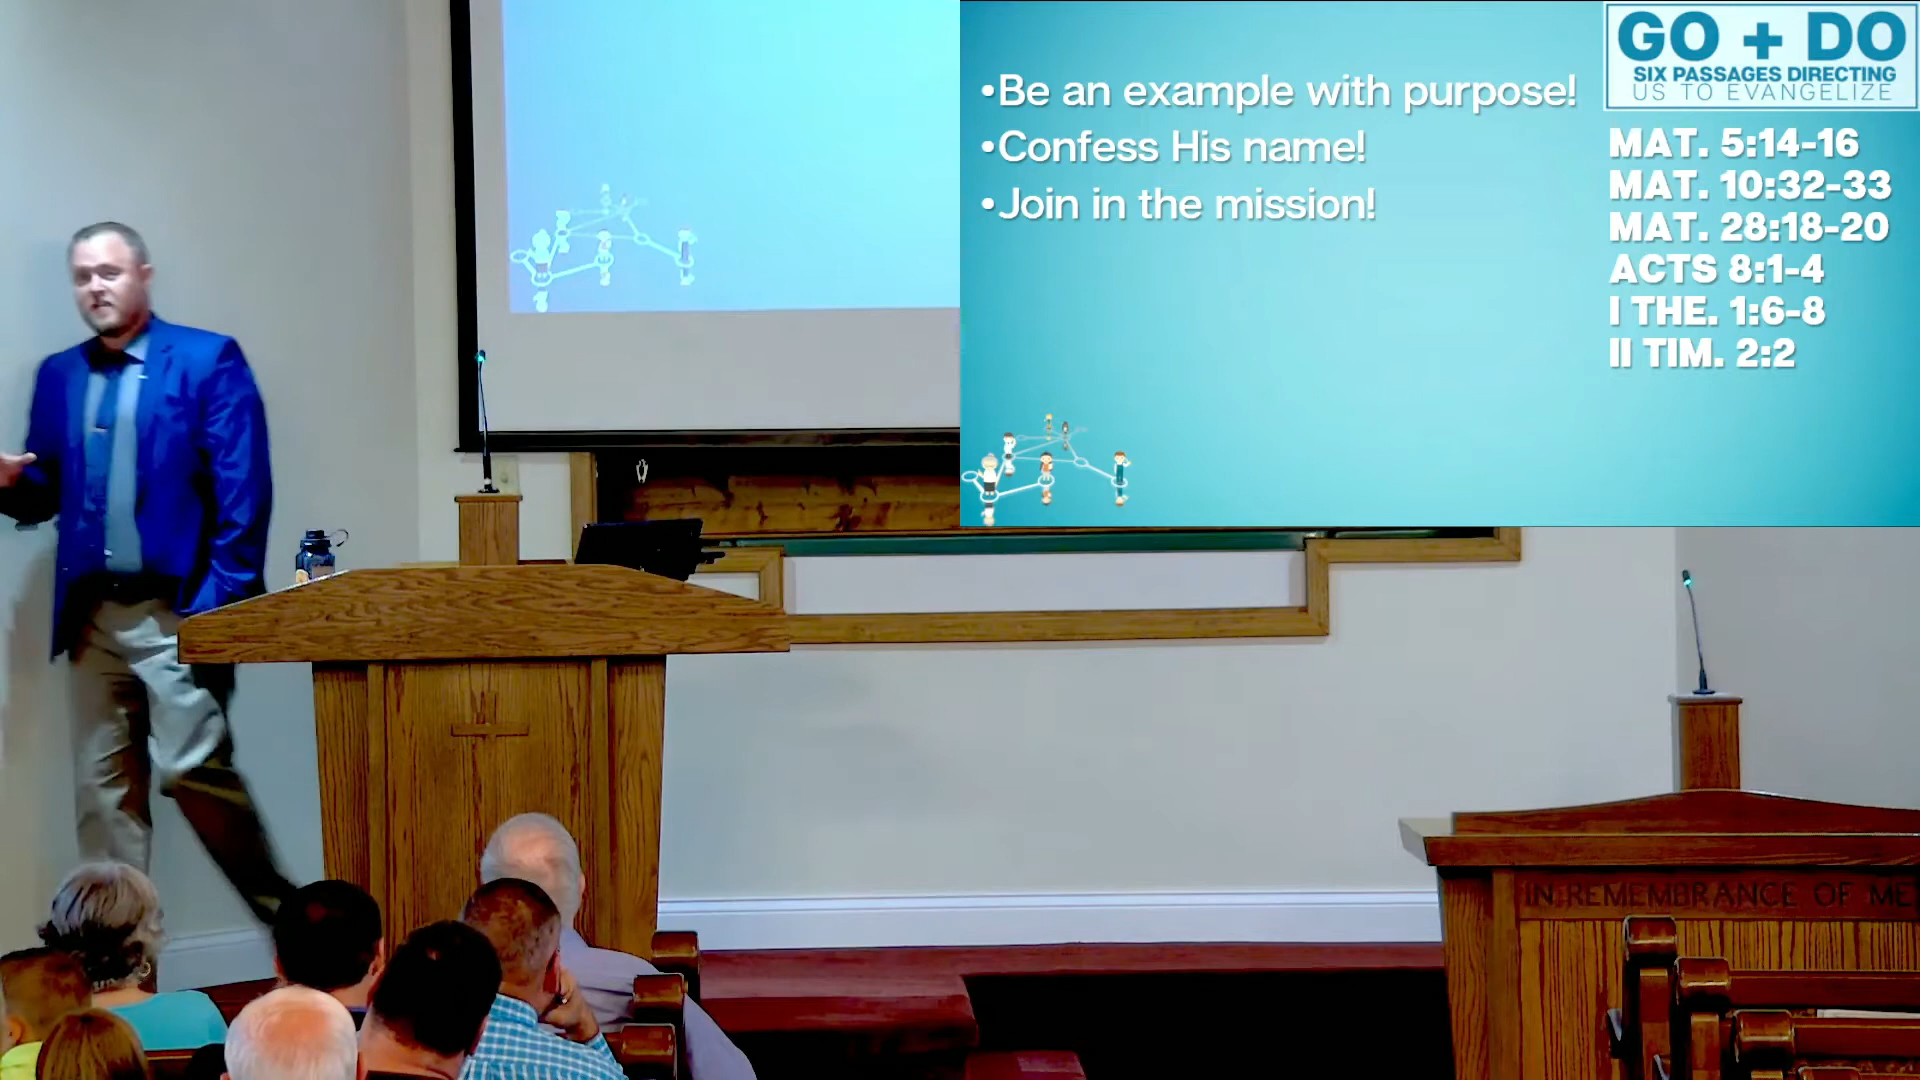 •Be an example with purpose!
•Confess His name!
•Join in the mission!
GO + DO
SIX PASSAGES DIRECTING
US TO EVANGELIZE
MAT. 5:14-16
MAT. 10:32-33
MAT. 28:18-20
ACTS 8:1-4
I THE. 1:6-8
II TIM. 2:2
IN REMEMBRANCE OF ME